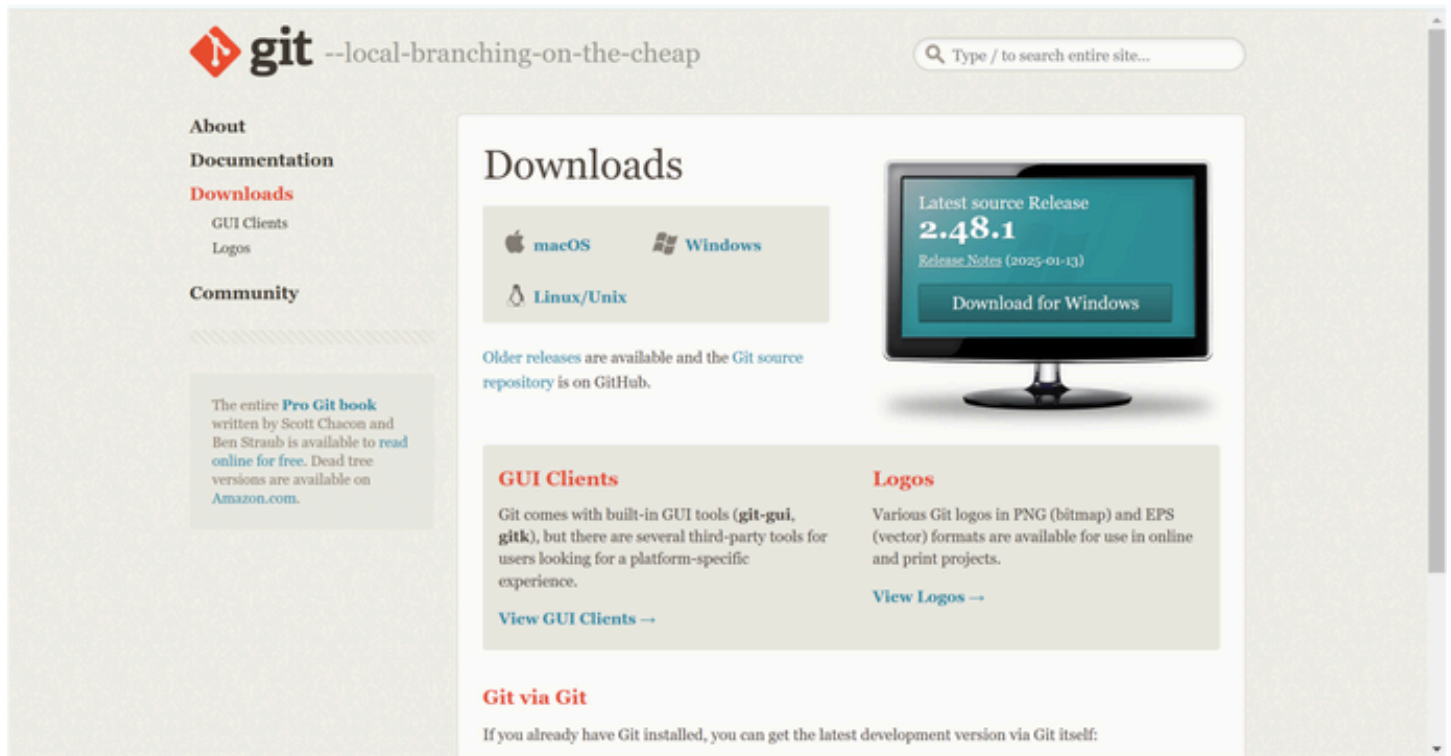 git --local-branching-on-the-cheap
Type / to search entire site...
About
Documentation
Downloads
GUI Clients
Logos
Community
The entire Pro Git book
written by Scott Chacon and
Ben Straub is available to read
online for free. Dead tree
versions are available on
Amazon.com.
Downloads
macOS
Windows
Linux/Unix
Older releases are available and the Git source
repository is on GitHub.
Latest source Release
2.48.1
Release Notes (2025-01-13)
Download for Windows
GUI Clients
Git comes with built-in GUI tools (git-gui,
gitk), but there are several third-party tools for
users looking for a platform-specific
experience.
View GUI Clients →
Logos
Various Git logos in PNG (bitmap) and EPS
(vector) formats are available for use in online
and print projects.
View Logos →
Git via Git
If you already have Git installed, you can get the latest development version via Git itself: